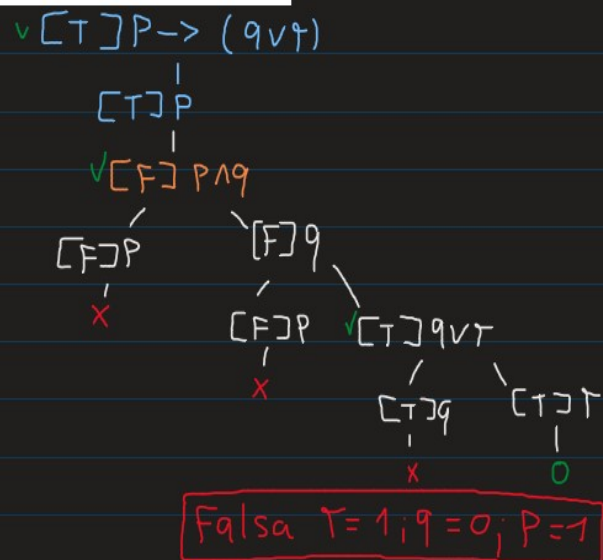 √ [T] P -> (q∨r)
[T] P
√ [F] P∧q
[F] P [F] q
x [F] P √ [T] q∨r
x [T] q [T] r
x O
Falsa r=1; q=0; P=1